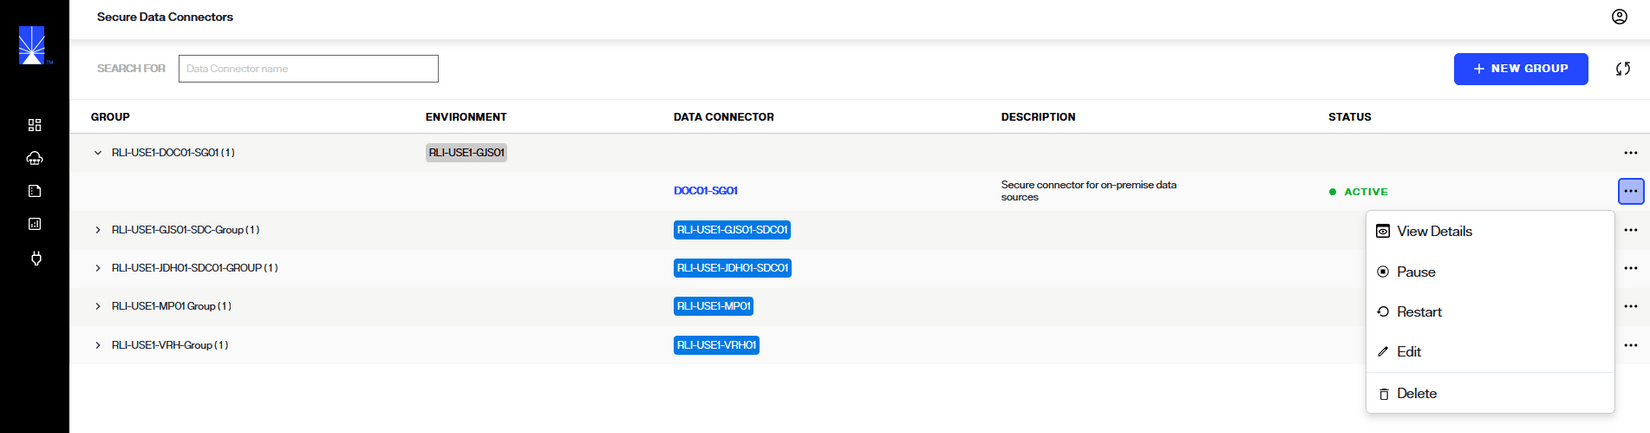 Secure Data Connectors
TM
SEARCH FOR
Data Connector name
+ NEW GROUP
GROUP ENVIRONMENT DATA CONNECTOR DESCRIPTION STATUS
RLI-USE1-DOC01-SG01 (1) RLI-USE1-GJS01
DOC01-SG01 Secure connector for on-premise data ACTIVE
sources
RLI-USE1-GJS01-SDC-Group (1) RLI-USE1-GJS01-SDC01
RLI-USE1-JDH01-SDC01-GROUP (1) RLI-USE1-JDH01-SDC01
RLI-USE1-MP01 Group (1) RLI-USE1-MP01
RLI-USE1-VRH-Group (1) RLI-USE1-VRH01
View Details
Pause
Restart
Edit
Delete